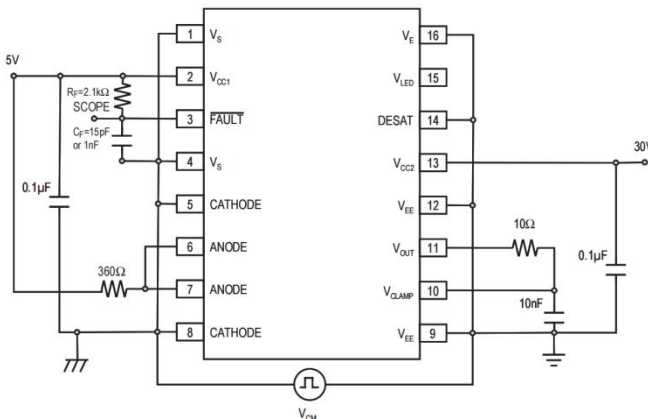 5V
R_F=2.1kΩ
SCOPE
C_F=15pF
or 1nF
0.1µF
360Ω
1 V_S
2 V_CC1
3 F̅A̅U̅L̅T̅
4 V_S
5 CATHODE
6 ANODE
7 ANODE
8 CATHODE
V_E 16
V_LED 15
DESAT 14
V_CC2 13
V_EE 12
V_OUT 11
V_CLAMP 10
V_EE 9
30V
10Ω
0.1µF
10nF
V_CM